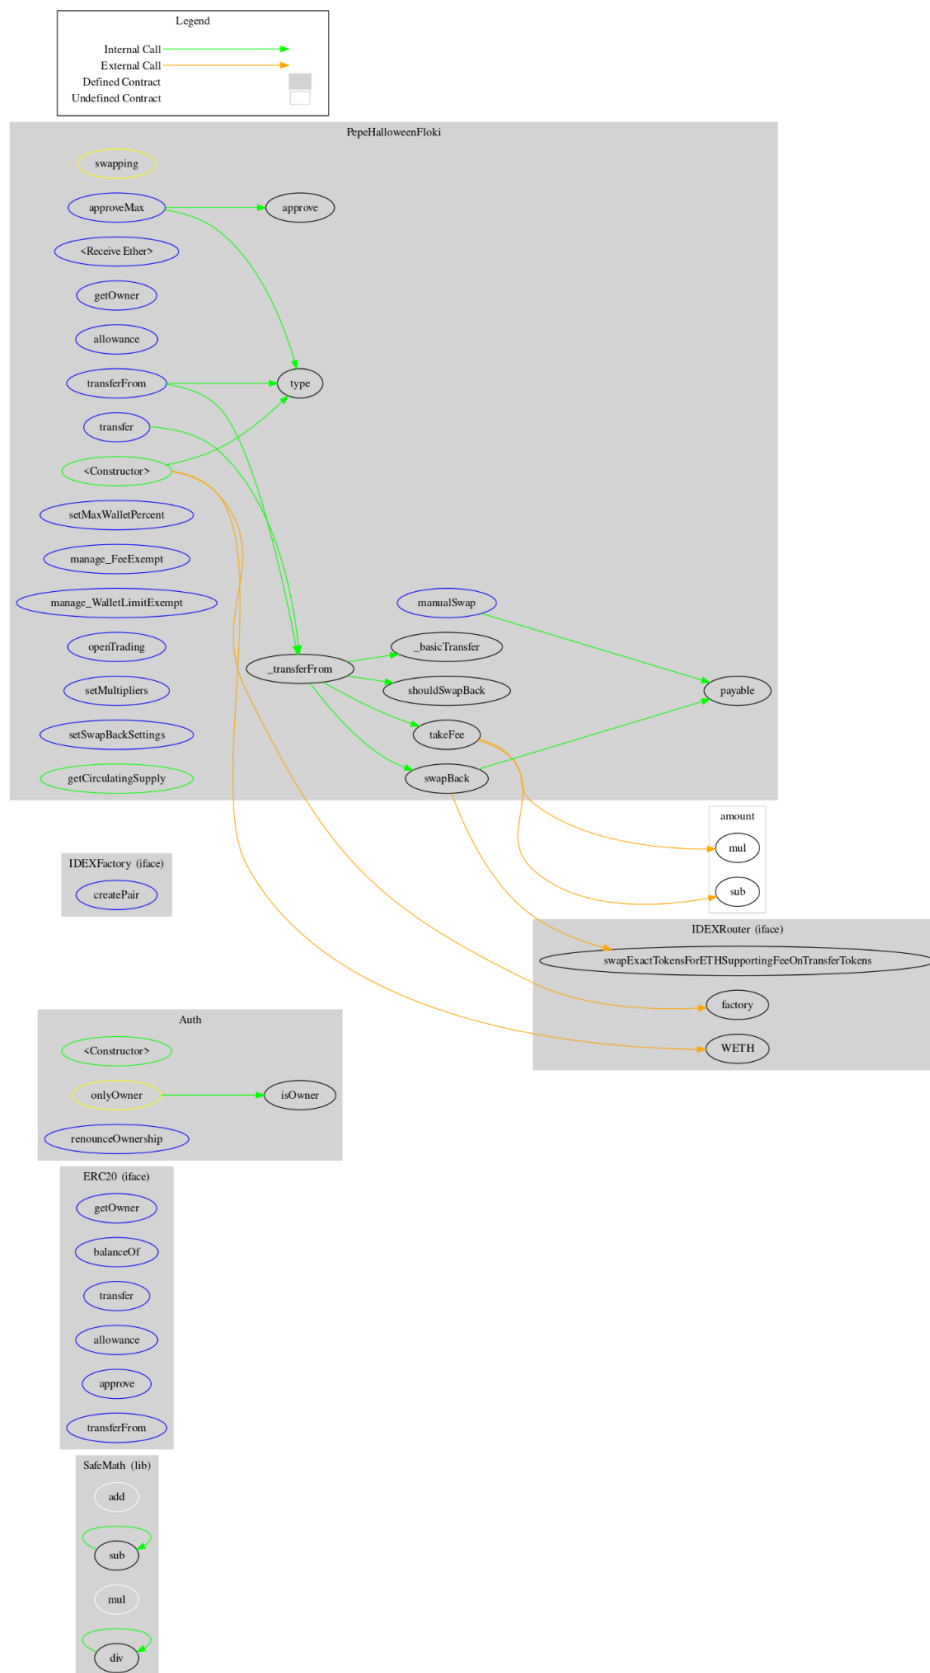 Legend
Internal Call
External Call
Defined Contract
Undefined Contract
PepeHalloweenFloki
swapping
approveMax
approve
<Receive Ether>
getOwner
allowance
transferFrom
type
transfer
<Constructor>
setMaxWalletPercent
manage_FeeExempt
manage_WalletLimitExempt
manualSwap
openTrading
_basicTransfer
_transferFrom
setMultipliers
shouldSwapBack
payable
setSwapBackSettings
takeFee
getCirculatingSupply
swapBack
amount
mul
sub
IDEXFactory (iface)
createPair
IDEXRouter (iface)
swapExactTokensForETHSupportingFeeOnTransferTokens
factory
WETH
Auth
<Constructor>
onlyOwner
isOwner
renounceOwnership
ERC20 (iface)
getOwner
balanceOf
transfer
allowance
approve
transferFrom
SafeMath (lib)
add
sub
mul
div